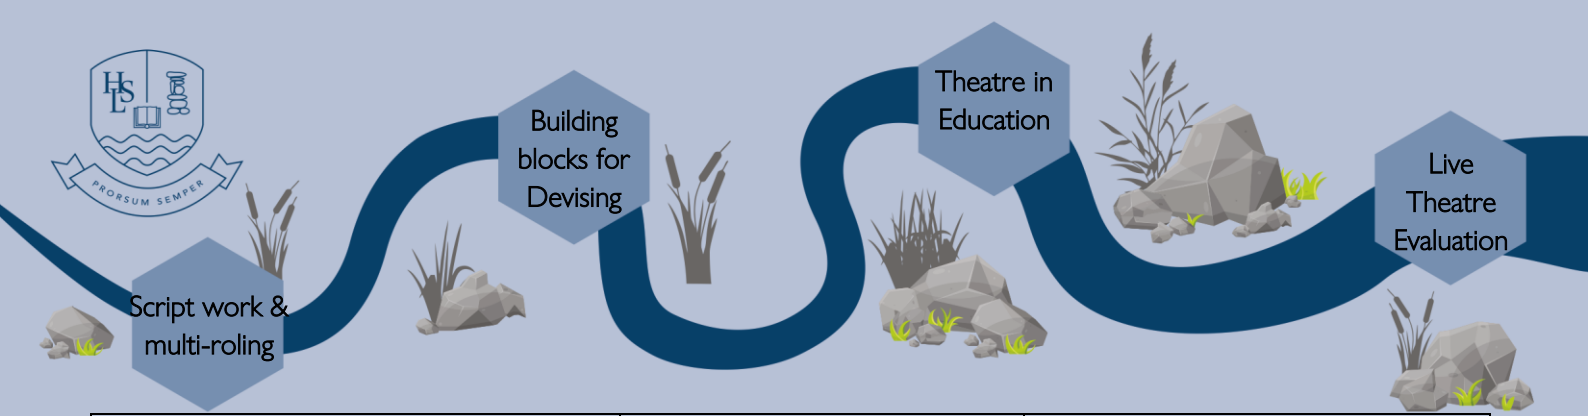 HLS
PRORSUM SEMPER
Script work &
multi-roling
Building
blocks for
Devising
Theatre in
Education
Live
Theatre
Evaluation